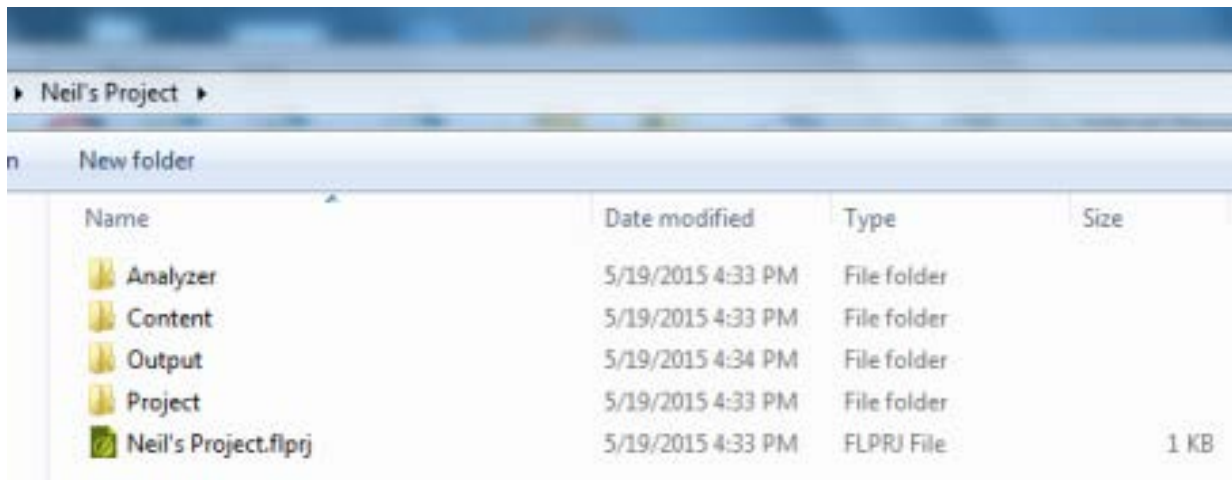 Neil's Project
New folder
Name Date modified Type Size
Analyzer 5/19/2015 4:33 PM File folder
Content 5/19/2015 4:33 PM File folder
Output 5/19/2015 4:34 PM File folder
Project 5/19/2015 4:33 PM File folder
Neil's Project.flprj 5/19/2015 4:33 PM FLPRJ File 1 KB